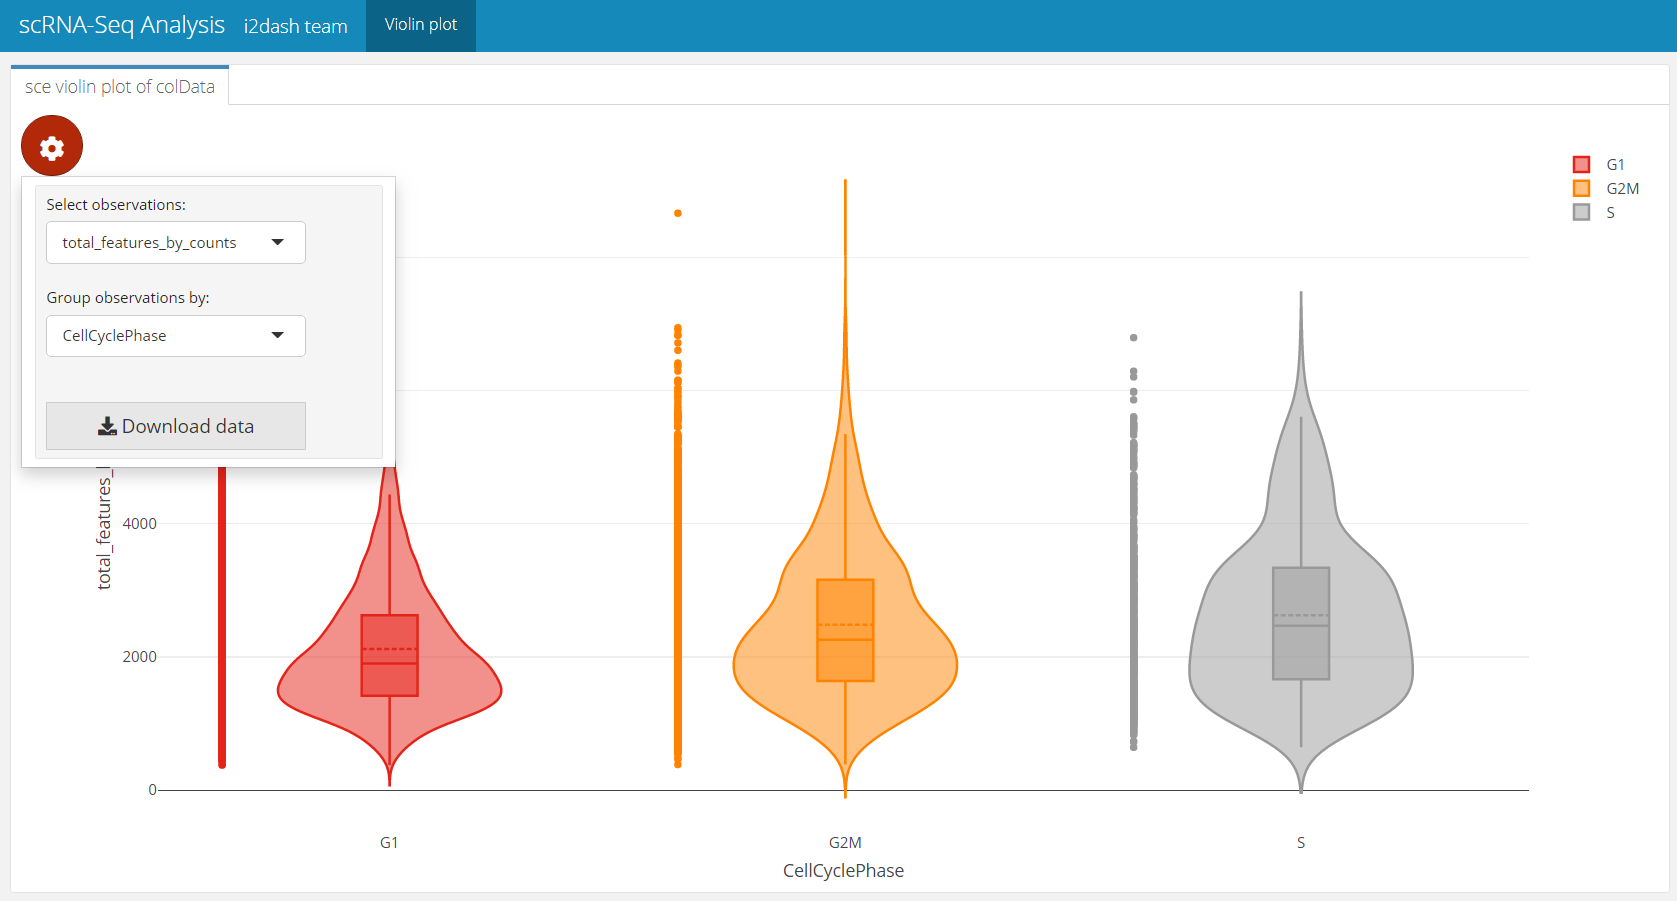 scRNA-Seq Analysis i2dash team Violin plot
sce violin plot of colData
G1
G2M
S
Select observations:
total_features_by_counts
Group observations by:
CellCyclePhase
Download data
total_features_
4000
2000
0
G1 G2M S
CellCyclePhase